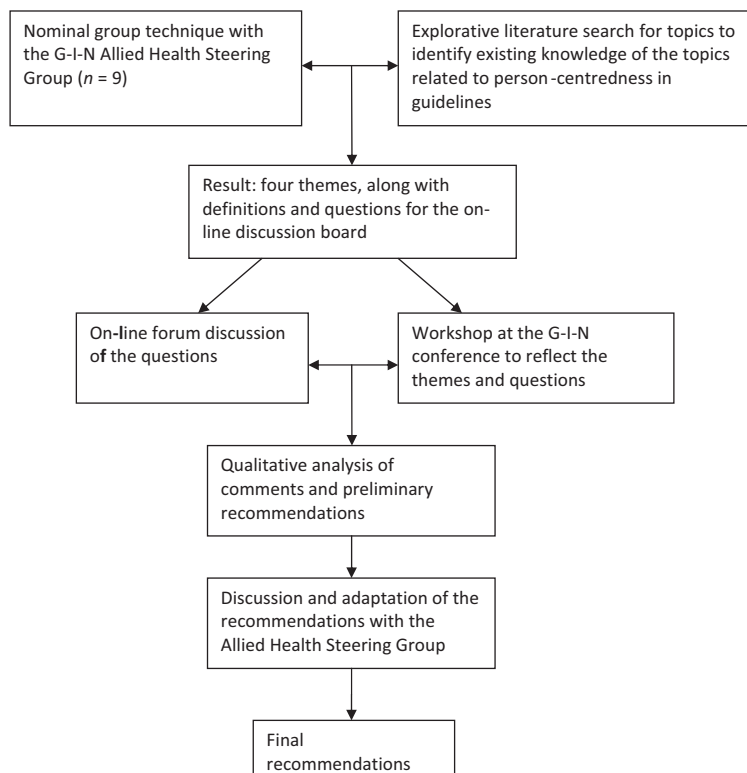 Nominal group technique with
the G-I-N Allied Health Steering
Group (n = 9)
Explorative literature search for topics to
identify existing knowledge of the topics
related to person-centredness in
guidelines
Result: four themes, along with
definitions and questions for the on-
line discussion board
On-line forum discussion
of the questions
Workshop at the G-I-N
conference to reflect the
themes and questions
Qualitative analysis of
comments and preliminary
recommendations
Discussion and adaptation of the
recommendations with the
Allied Health Steering Group
Final
recommendations